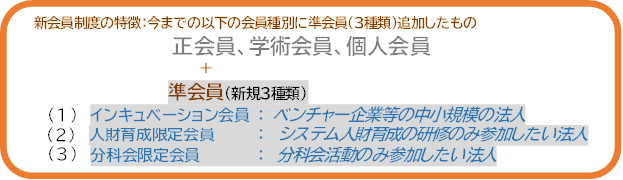 新会員制度の特徴：今までの以下の会員種別に準会員（３種類）追加したもの
正会員、学術会員、個人会員
＋
準会員（新規３種類）
（１） インキュベーション会員 ： ベンチャー企業等の中小規模の法人
（２） 人財育成限定会員 ： システム人財育成の研修のみ参加したい法人
（３） 分科会限定会員 ： 分科会活動のみ参加したい法人